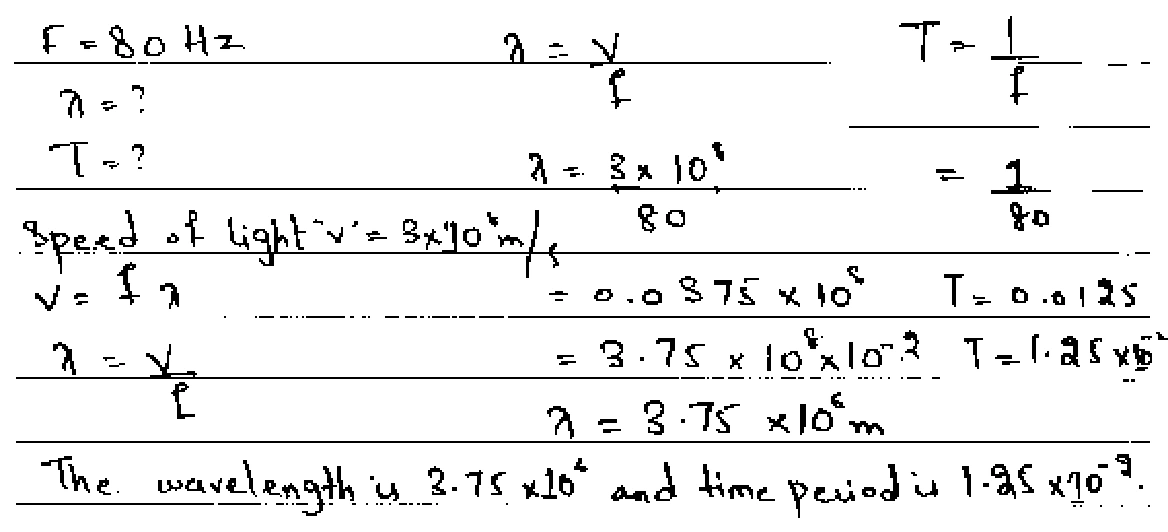 F = 80 Hz
λ = ?
T = ?
Speed of light 'v' = 3x10⁸ m/s
v = f λ
λ = v/f
λ = v/f
λ = 3 x 10⁸/80
= 0.0375 x 10⁸
= 3.75 x 10⁸ x 10⁻²
λ = 3.75 x 10⁶ m
T = 1/f
= 1/80
T = 0.0125
T = 1.25 x 10⁻²
The wavelength is 3.75 x 10⁶ and time period is 1.25 x 10⁻².